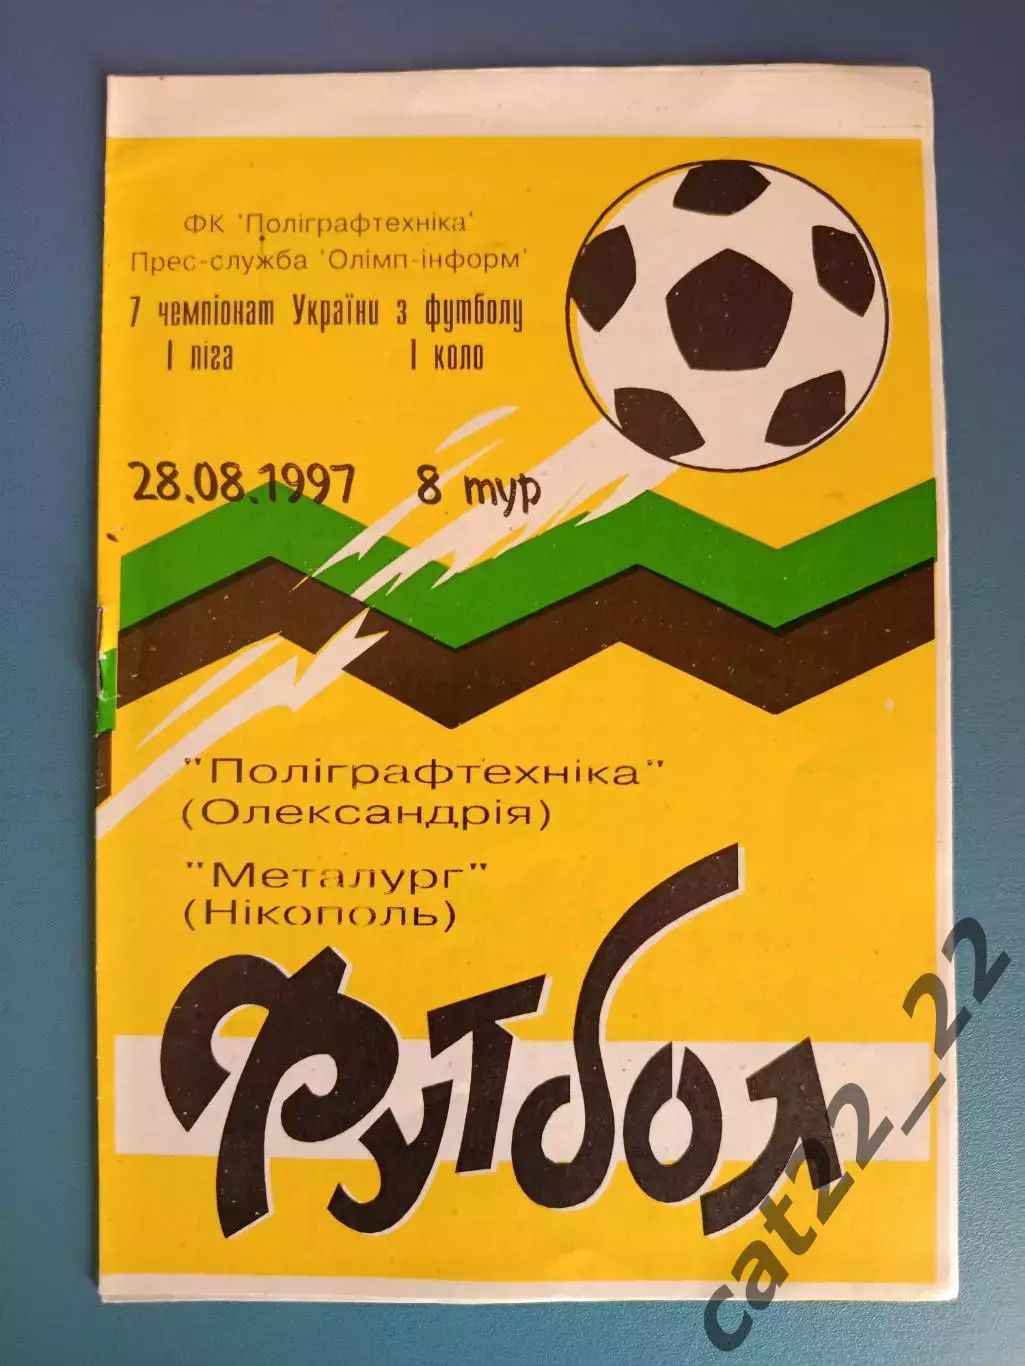 ФК 'Поліграфтехніка'
Прес-служба 'Олімп-інформ'
7 чемпіонат України з футболу
І ліга І коло
28.08.1997 8 тур
"Поліграфтехніка"
(Олександрія)
"Металург"
(Нікополь)
Футбол
cat22_22